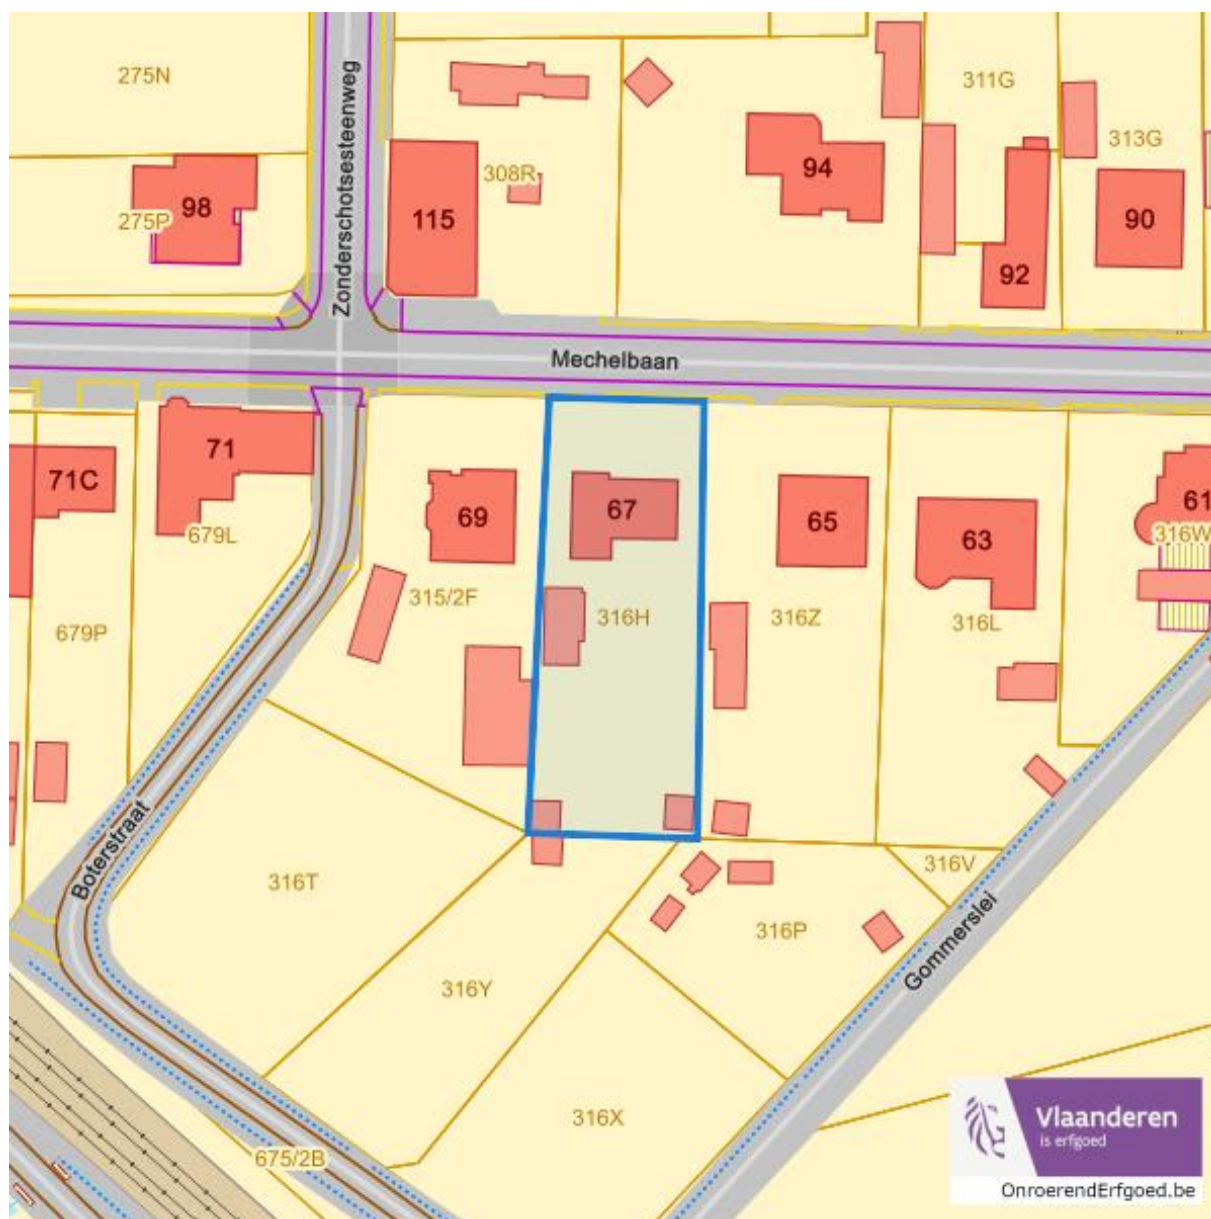 275N
Zonderschotsesteenweg
311G
313G
308R
94
98
275P
115
90
92
Mechelbaan
71
71C
69
67
65
63
61
679L
316W
315/2F
316H
316Z
316L
679P
Boterstraat
316T
316V
316P
Gommerslei
316Y
316X
675/2B
Vlaanderen
is erfgoed
OnroerendErfgoed.be